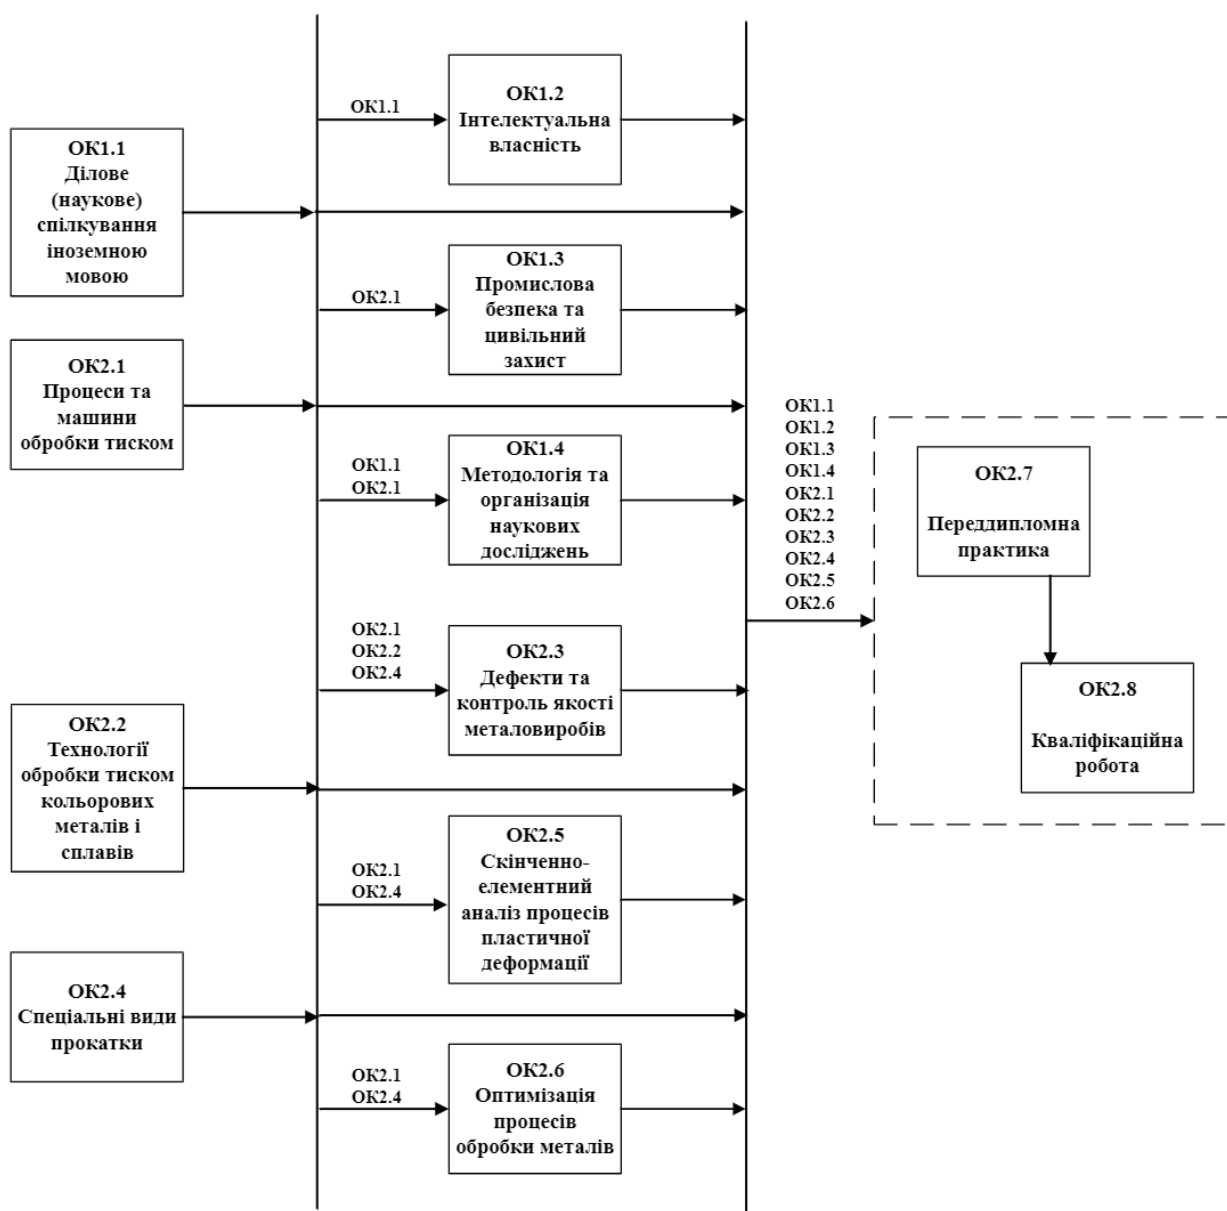 ОК1.1
Ділове
(наукове)
спілкування
іноземною
мовою
ОК2.1
Процеси та
машини
обробки тиском
ОК2.2
Технології
обробки тиском
кольорових
металів і
сплавів
ОК2.4
Спеціальні види
прокатки
ОК1.1
ОК1.2
Інтелектуальна
власність
ОК2.1
ОК1.3
Промислова
безпека та
цивільний
захист
ОК1.1
ОК2.1
ОК1.4
Методологія та
організація
наукових
досліджень
ОК2.1
ОК2.2
ОК2.4
ОК2.3
Дефекти та
контроль якості
металовиробів
ОК2.1
ОК2.4
ОК2.5
Скінченно-
елементний
аналіз процесів
пластичної
деформації
ОК2.1
ОК2.4
ОК2.6
Оптимізація
процесів
обробки металів
ОК1.1
ОК1.2
ОК1.3
ОК1.4
ОК2.1
ОК2.2
ОК2.3
ОК2.4
ОК2.5
ОК2.6
ОК2.7
Переддипломна
практика
ОК2.8
Кваліфікаційна
робота